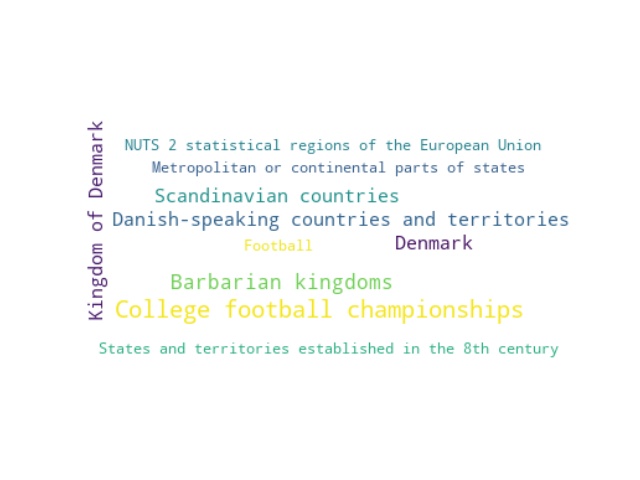 Kingdom of Denmark
NUTS 2 statistical regions of the European Union
Metropolitan or continental parts of states
Scandinavian countries
Danish-speaking countries and territories
Football
Denmark
Barbarian kingdoms
College football championships
States and territories established in the 8th century